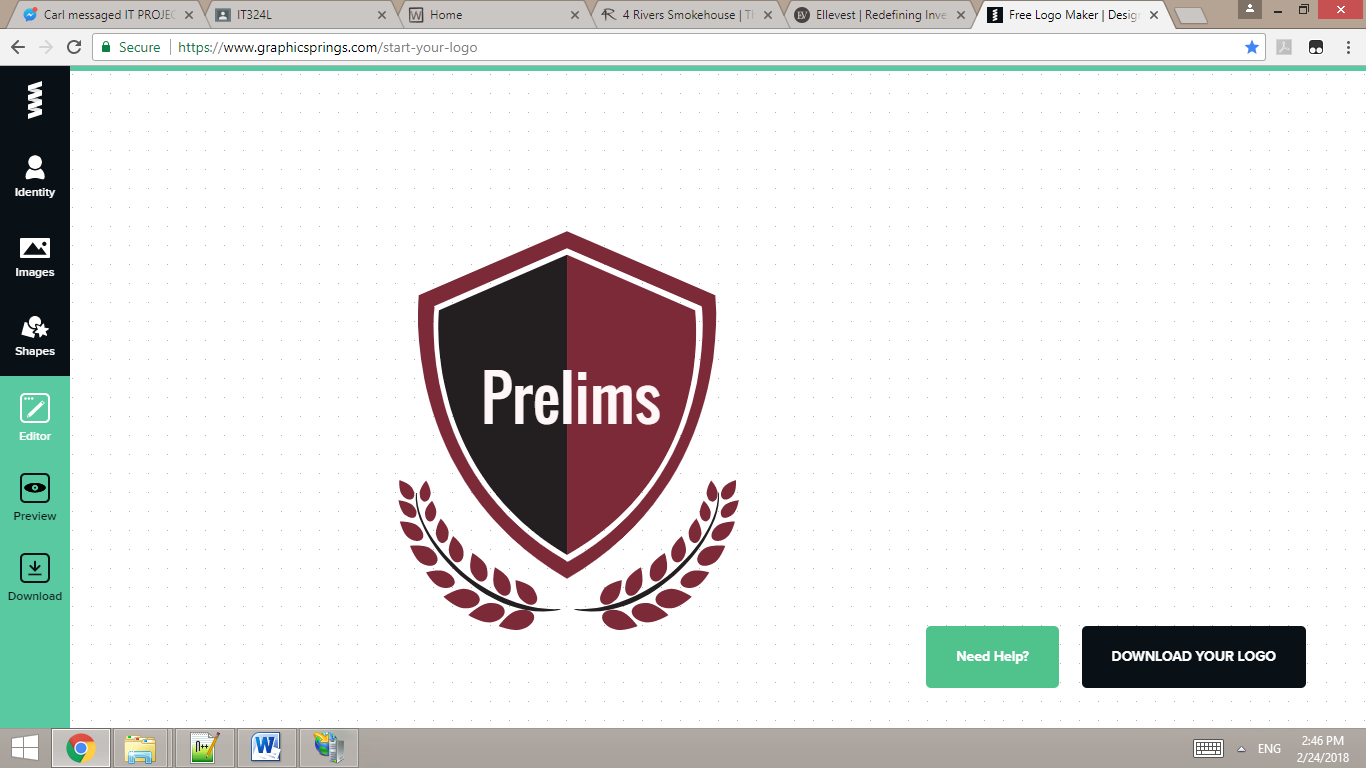 Carl messaged IT PROJEC
IT324L
Home
4 Rivers Smokehouse | Th
Ellevest | Redefining Inve
Free Logo Maker | Desig
Secure
https://www.graphicsprings.com/start-your-logo
Identity
Images
Shapes
Editor
Preview
Download
Prelims
Need Help?
DOWNLOAD YOUR LOGO
ENG
2:46 PM
2/24/2018